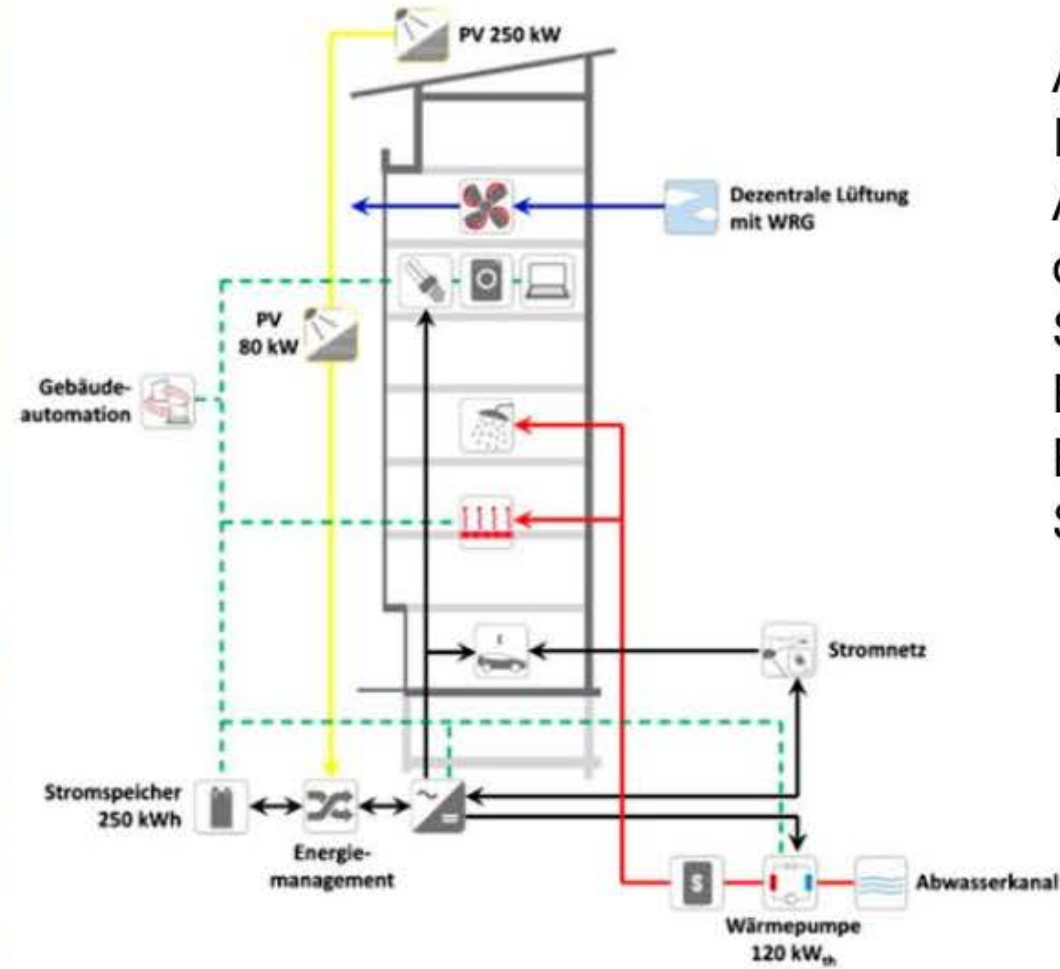 PV 250 kW
Dezentrale Lüftung
mit WRG
PV
80 kW
Gebäude-
automation
Stromnetz
Stromspeicher
250 kWh
Energie-
management
S
Abwasserkanal
Wärmepumpe
120 kWth